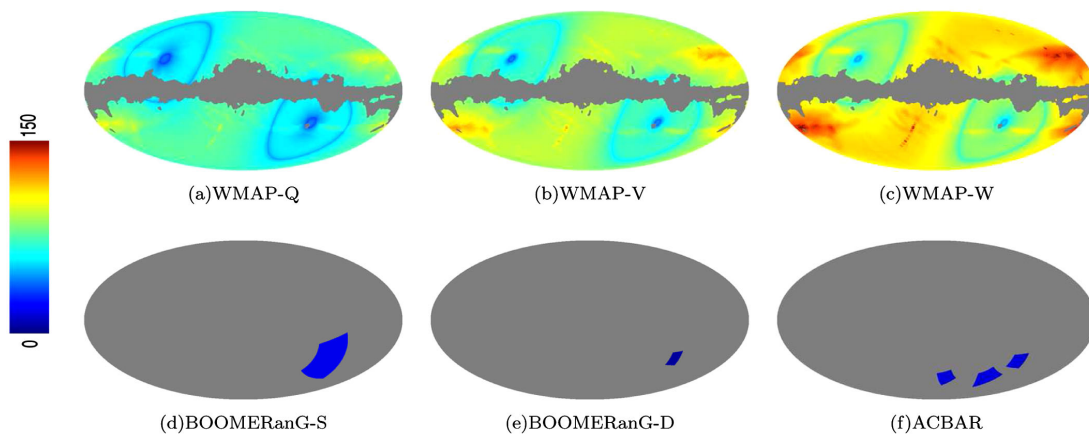 150
0
(a)WMAP-Q
(b)WMAP-V
(c)WMAP-W
(d)BOOMERanG-S
(e)BOOMERanG-D
(f)ACBAR